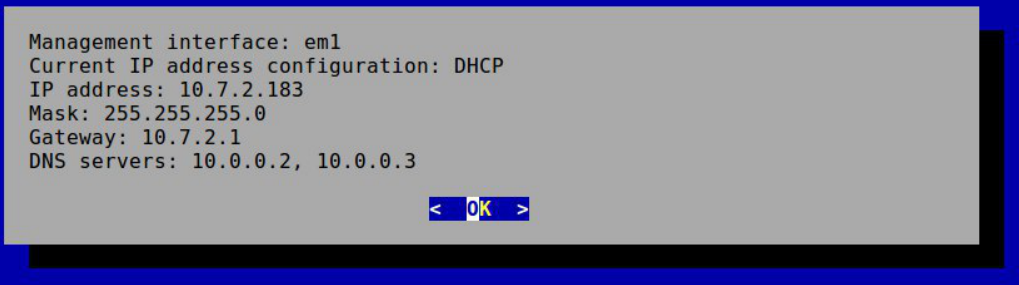 Management interface: em1
Current IP address configuration: DHCP
IP address: 10.7.2.183
Mask: 255.255.255.0
Gateway: 10.7.2.1
DNS servers: 10.0.0.2, 10.0.0.3
< OK >